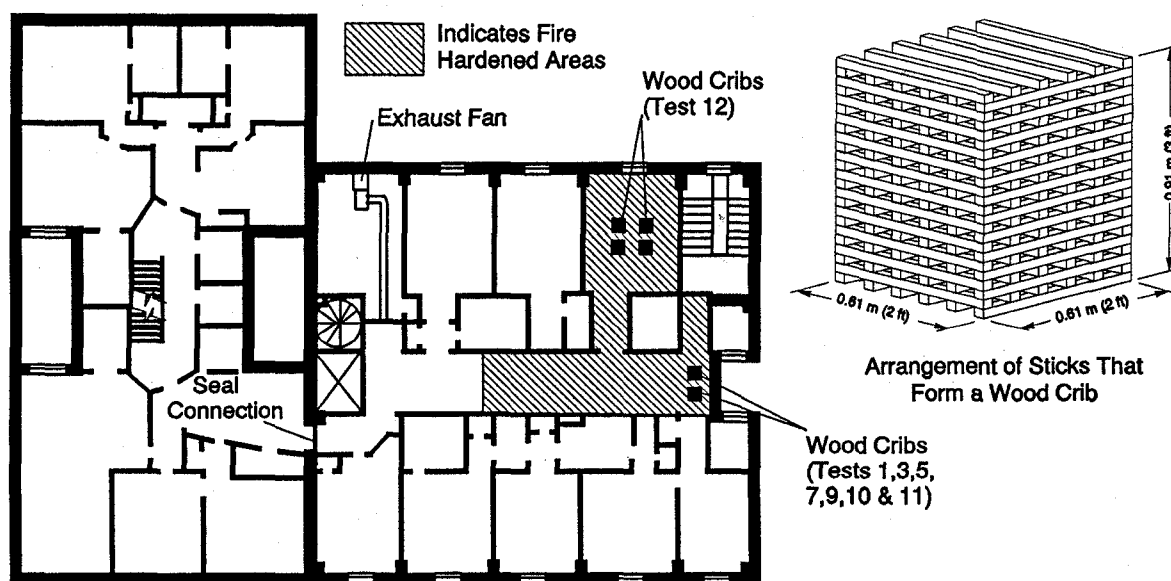 Indicates Fire
Hardened Areas
Wood Cribs
(Test 12)
Exhaust Fan
0.91 m (3 ft)
0.61 m (2 ft)
0.61 m (2 ft)
Seal
Connection
Arrangement of Sticks That
Form a Wood Crib
Wood Cribs
(Tests 1,3,5,
7,9,10 & 11)